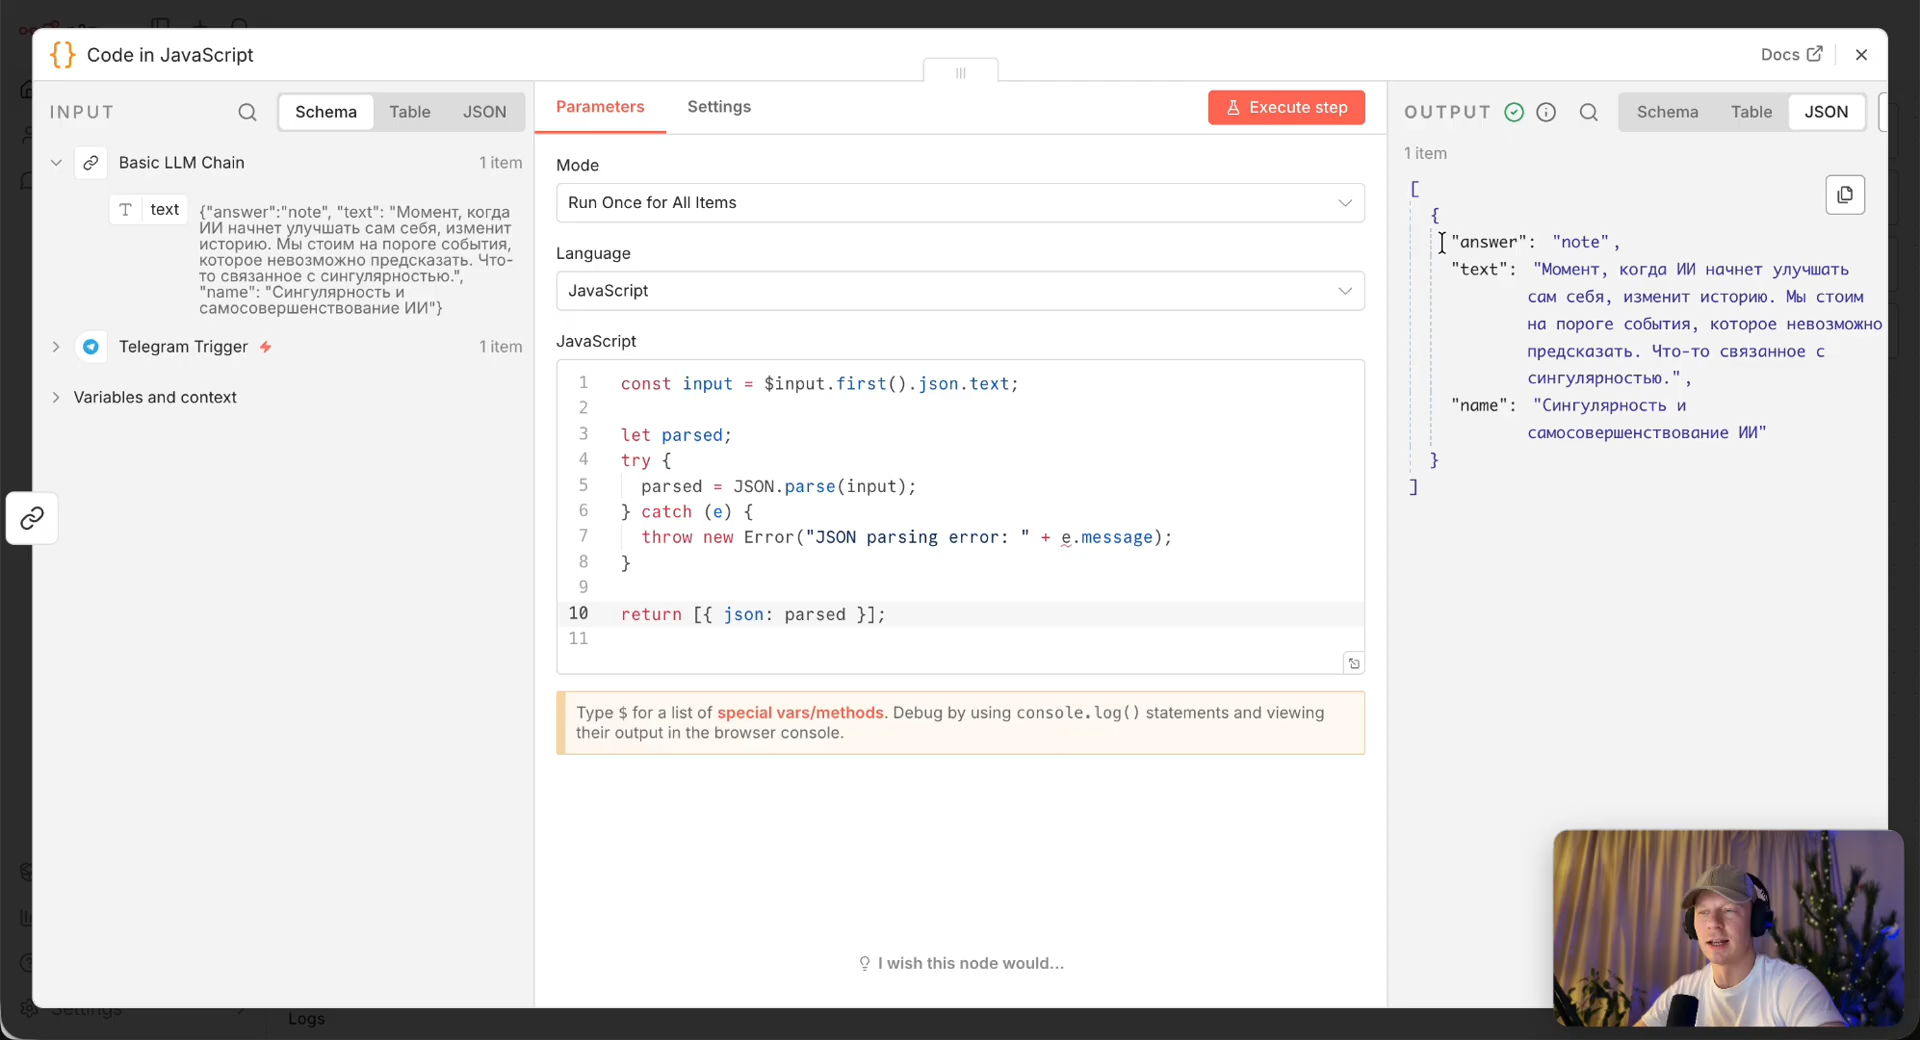 Code in JavaScript
Docs
INPUT
Schema
Table
JSON
Basic LLM Chain
1 item
text
{"answer":"note", "text": "Момент, когда
ИИ начнет улучшать сам себя, изменит
историю. Мы стоим на пороге события,
которое невозможно предсказать. Что-
то связанное с сингулярностью.",
"name": "Сингулярность и
самосовершенствование ИИ"}
Telegram Trigger
1 item
Variables and context
Parameters
Settings
Execute step
Mode
Run Once for All Items
Language
JavaScript
JavaScript
1 const input = $input.first().json.text;
2
3 let parsed;
4 try {
5 parsed = JSON.parse(input);
6 } catch (e) {
7 throw new Error("JSON parsing error: " + e.message);
8 }
9
10 return [{ json: parsed }];
11
Type $ for a list of special vars/methods. Debug by using console.log() statements and viewing
their output in the browser console.
I wish this node would...
OUTPUT
Schema
Table
JSON
1 item
[
{
"answer": "note",
"text": "Момент, когда ИИ начнет улучшать
сам себя, изменит историю. Мы стоим
на пороге события, которое невозможно
предсказать. Что-то связанное с
сингулярностью.",
"name": "Сингулярность и
самосовершенствование ИИ"
}
]
Settings
Logs